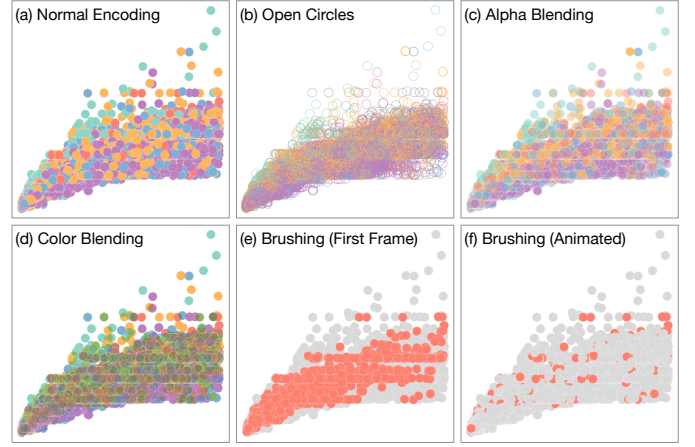 (a) Normal Encoding
(b) Open Circles
(c) Alpha Blending
(d) Color Blending
(e) Brushing (First Frame)
(f) Brushing (Animated)